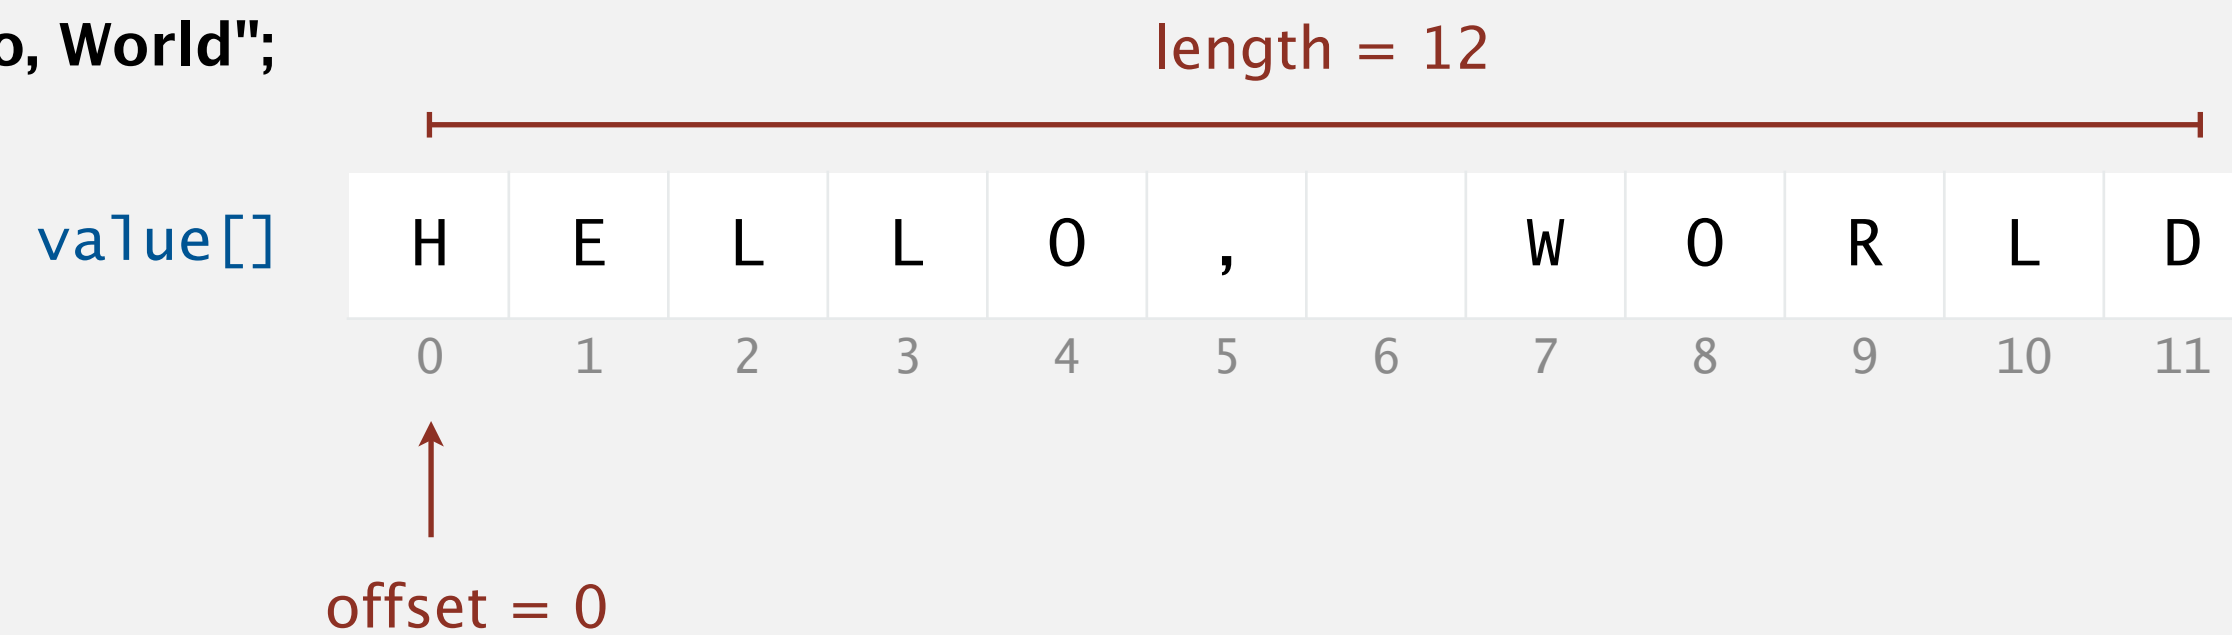 o, World";
length = 12
value[] H E L L O , W O R L D
0 1 2 3 4 5 6 7 8 9 10 11
offset = 0